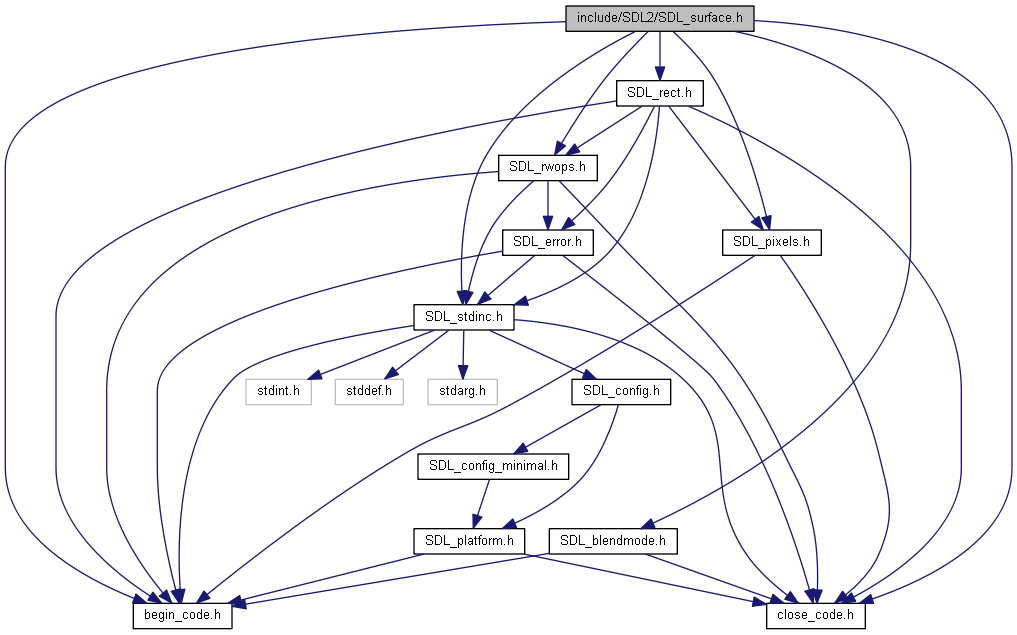 include/SDL2/SDL_surface.h
SDL_rect.h
SDL_rwops.h
SDL_error.h
SDL_pixels.h
SDL_stdinc.h
stdint.h
stddef.h
stdarg.h
SDL_config.h
SDL_config_minimal.h
SDL_platform.h
SDL_blendmode.h
begin_code.h
close_code.h